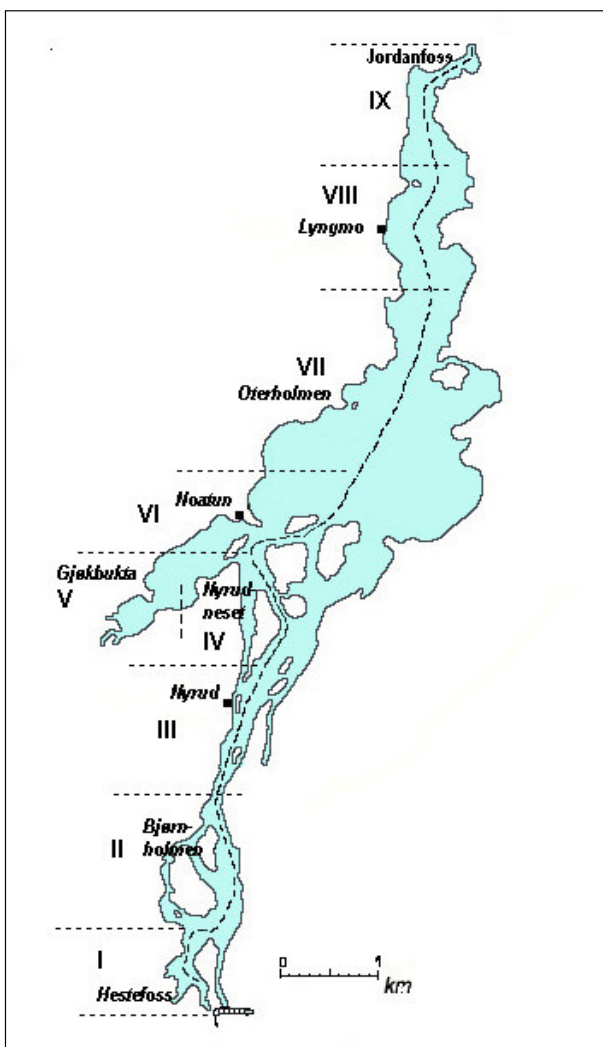 Jordanfoss
IX
VIII
Lyngmo
VII
Oterholmen
VI
Noatun
Gjøkbukta
V
Nyrud
neset
IV
Nyrud
III
Bjørn-
holmen
II
I
Hestefoss
0 1
km